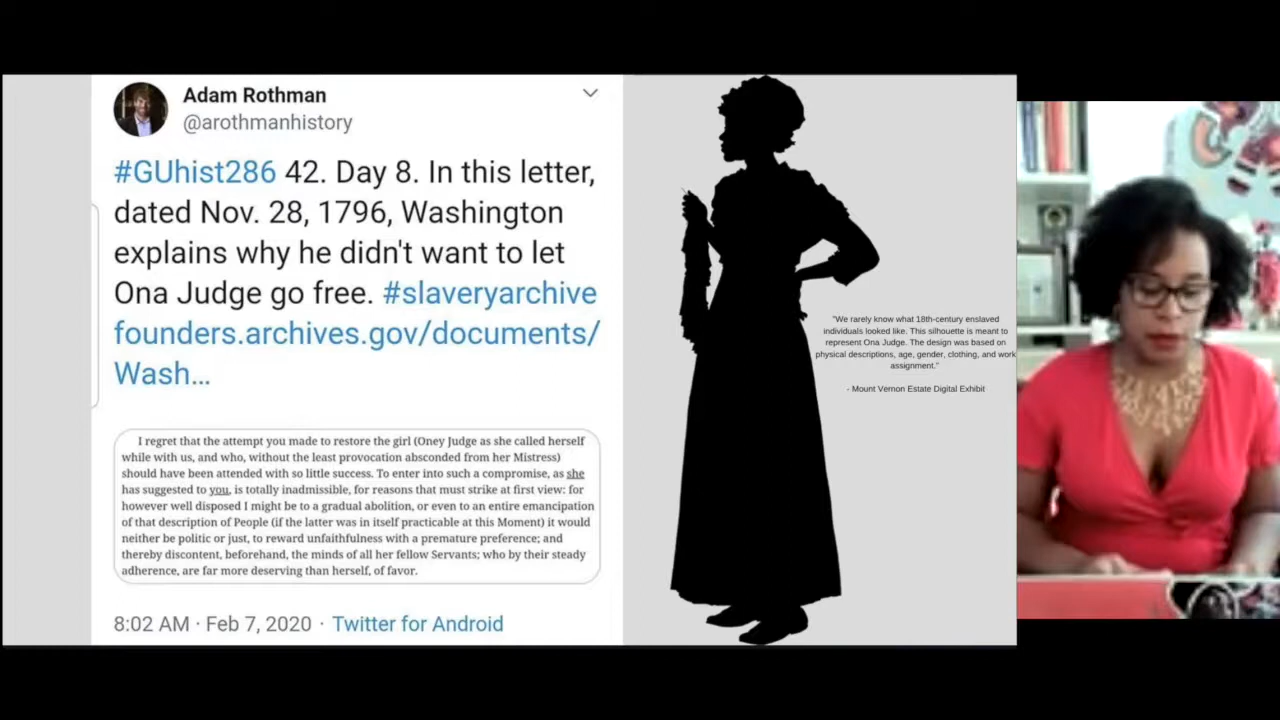 Adam Rothman
@arothmanhistory
#GUhist286 42. Day 8. In this letter,
dated Nov. 28, 1796, Washington
explains why he didn't want to let
Ona Judge go free. #slaveryarchive
founders.archives.gov/documents/
Wash...
I regret that the attempt you made to restore the girl (Oney Judge as she called herself
while with us, and who, without the least provocation absconded from her Mistress)
should have been attended with so little success. To enter into such a compromise, as she
has suggested to you, is totally inadmissible, for reasons that must strike at first view: for
however well disposed I might be to a gradual abolition, or even to an entire emancipation
of that description of People (if the latter was in itself practicable at this Moment) it would
neither be politic or just, to reward unfaithfulness with a premature preference; and
thereby discontent, beforehand, the minds of all her fellow Servants; who by their steady
adherence, are far more deserving than herself, of favor.
8:02 AM · Feb 7, 2020 · Twitter for Android
"We rarely know what 18th-century enslaved
individuals looked like. This silhouette is meant to
represent Ona Judge. The design was based on
physical descriptions, age, gender, clothing, and work
assignment."
- Mount Vernon Estate Digital Exhibit